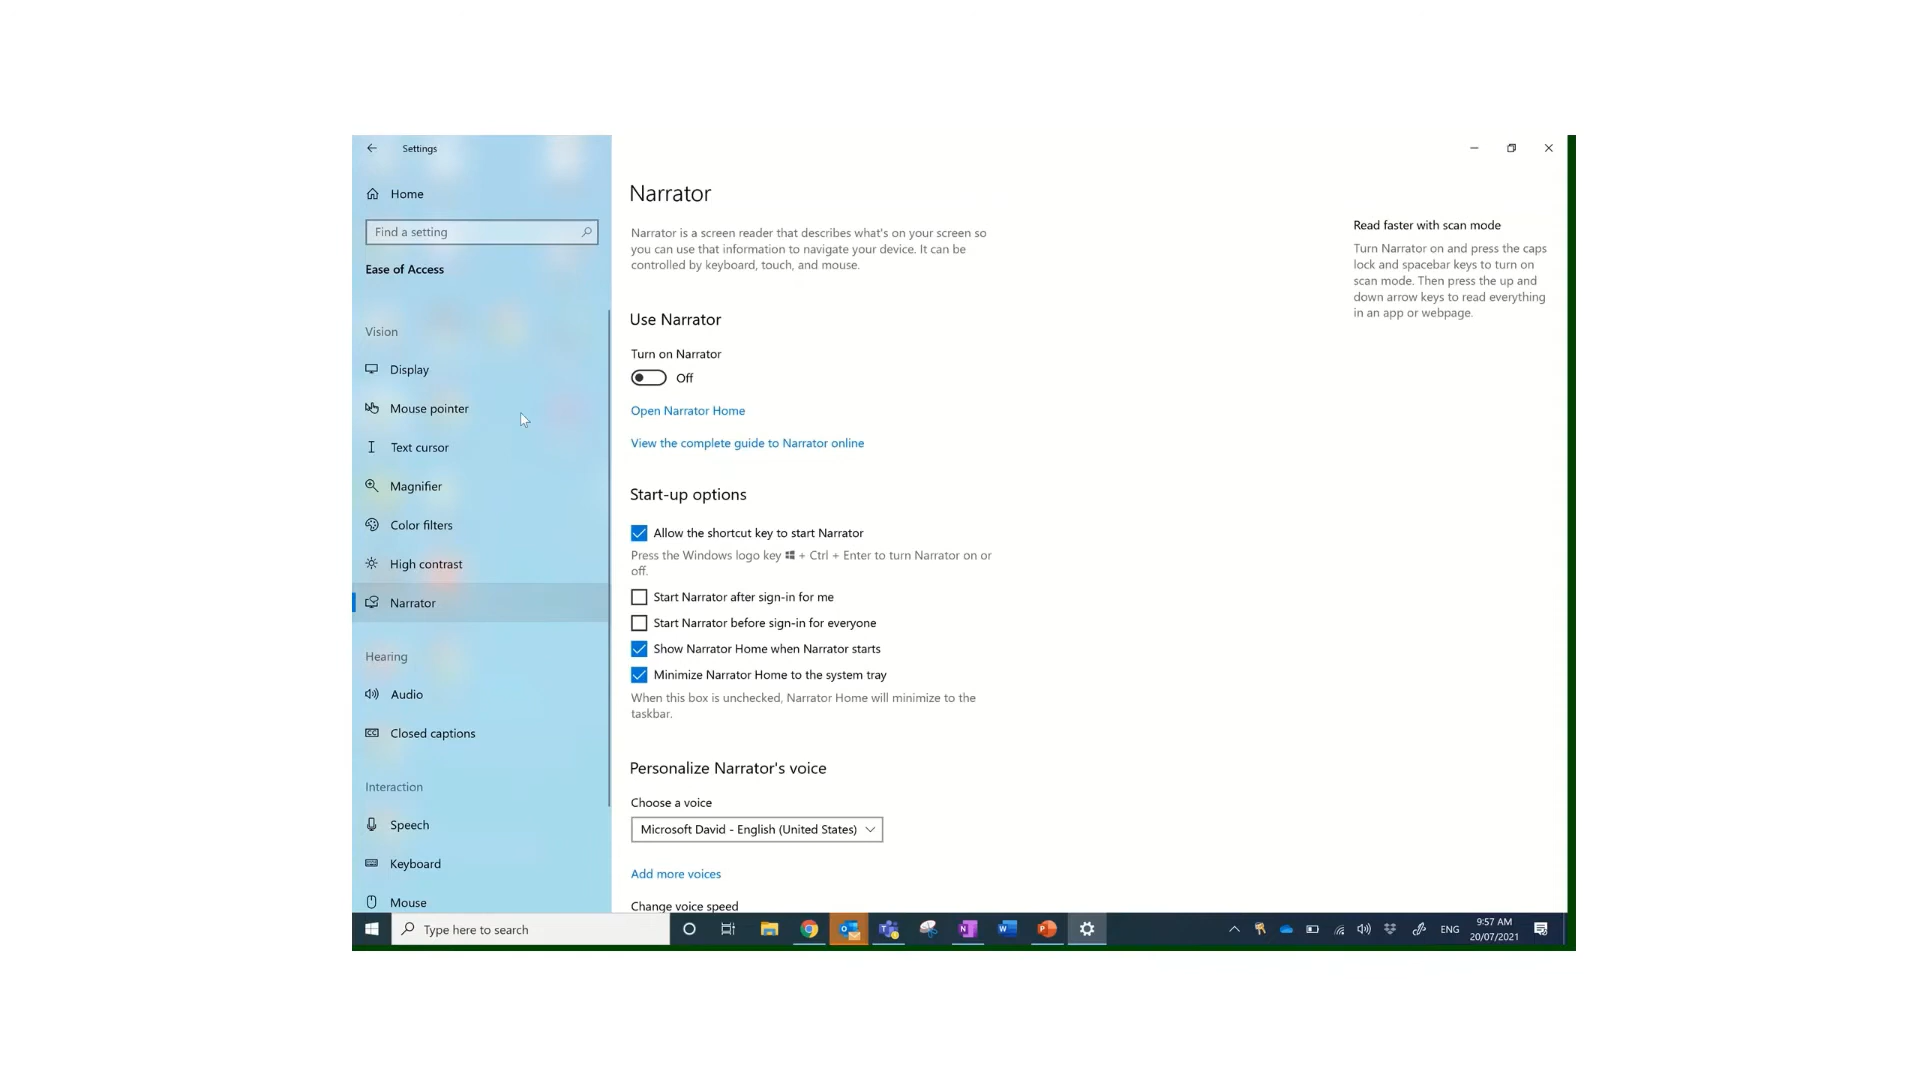 Settings
Home
Find a setting
Ease of Access
Vision
Display
Mouse pointer
Text cursor
Magnifier
Color filters
High contrast
Narrator
Hearing
Audio
Closed captions
Interaction
Speech
Keyboard
Mouse
Narrator
Narrator is a screen reader that describes what's on your screen so
you can use that information to navigate your device. It can be
controlled by keyboard, touch, and mouse.
Use Narrator
Turn on Narrator
Off
Open Narrator Home
View the complete guide to Narrator online
Start-up options
Allow the shortcut key to start Narrator
Press the Windows logo key + Ctrl + Enter to turn Narrator on or
off.
Start Narrator after sign-in for me
Start Narrator before sign-in for everyone
Show Narrator Home when Narrator starts
Minimize Narrator Home to the system tray
When this box is unchecked, Narrator Home will minimize to the
taskbar.
Personalize Narrator's voice
Choose a voice
Microsoft David - English (United States)
Add more voices
Change voice speed
Read faster with scan mode
Turn Narrator on and press the caps
lock and spacebar keys to turn on
scan mode. Then press the up and
down arrow keys to read everything
in an app or webpage.
Type here to search
ENG
9:57 AM
20/07/2021